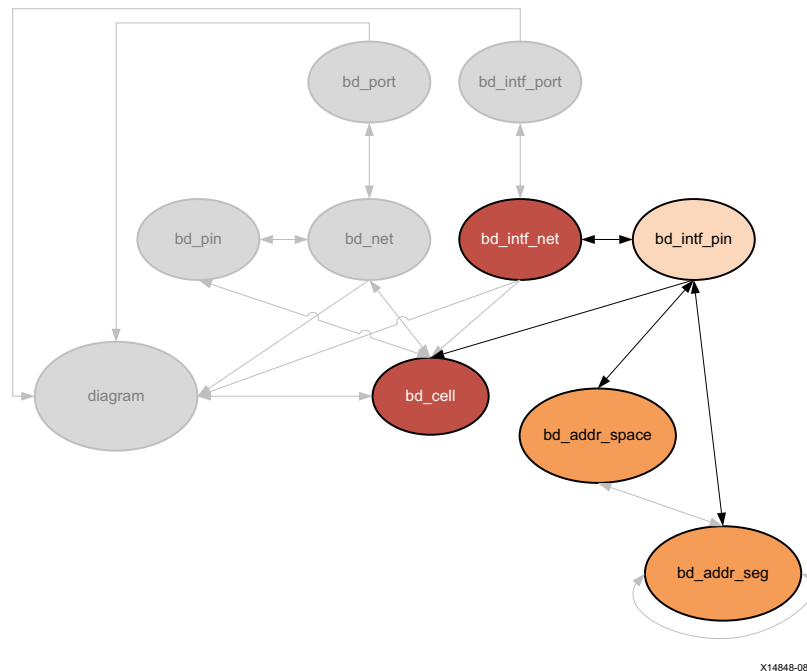 bd_port
bd_intf_port
bd_pin
bd_net
bd_intf_net
bd_intf_pin
diagram
bd_cell
bd_addr_space
bd_addr_seg
X14848-08